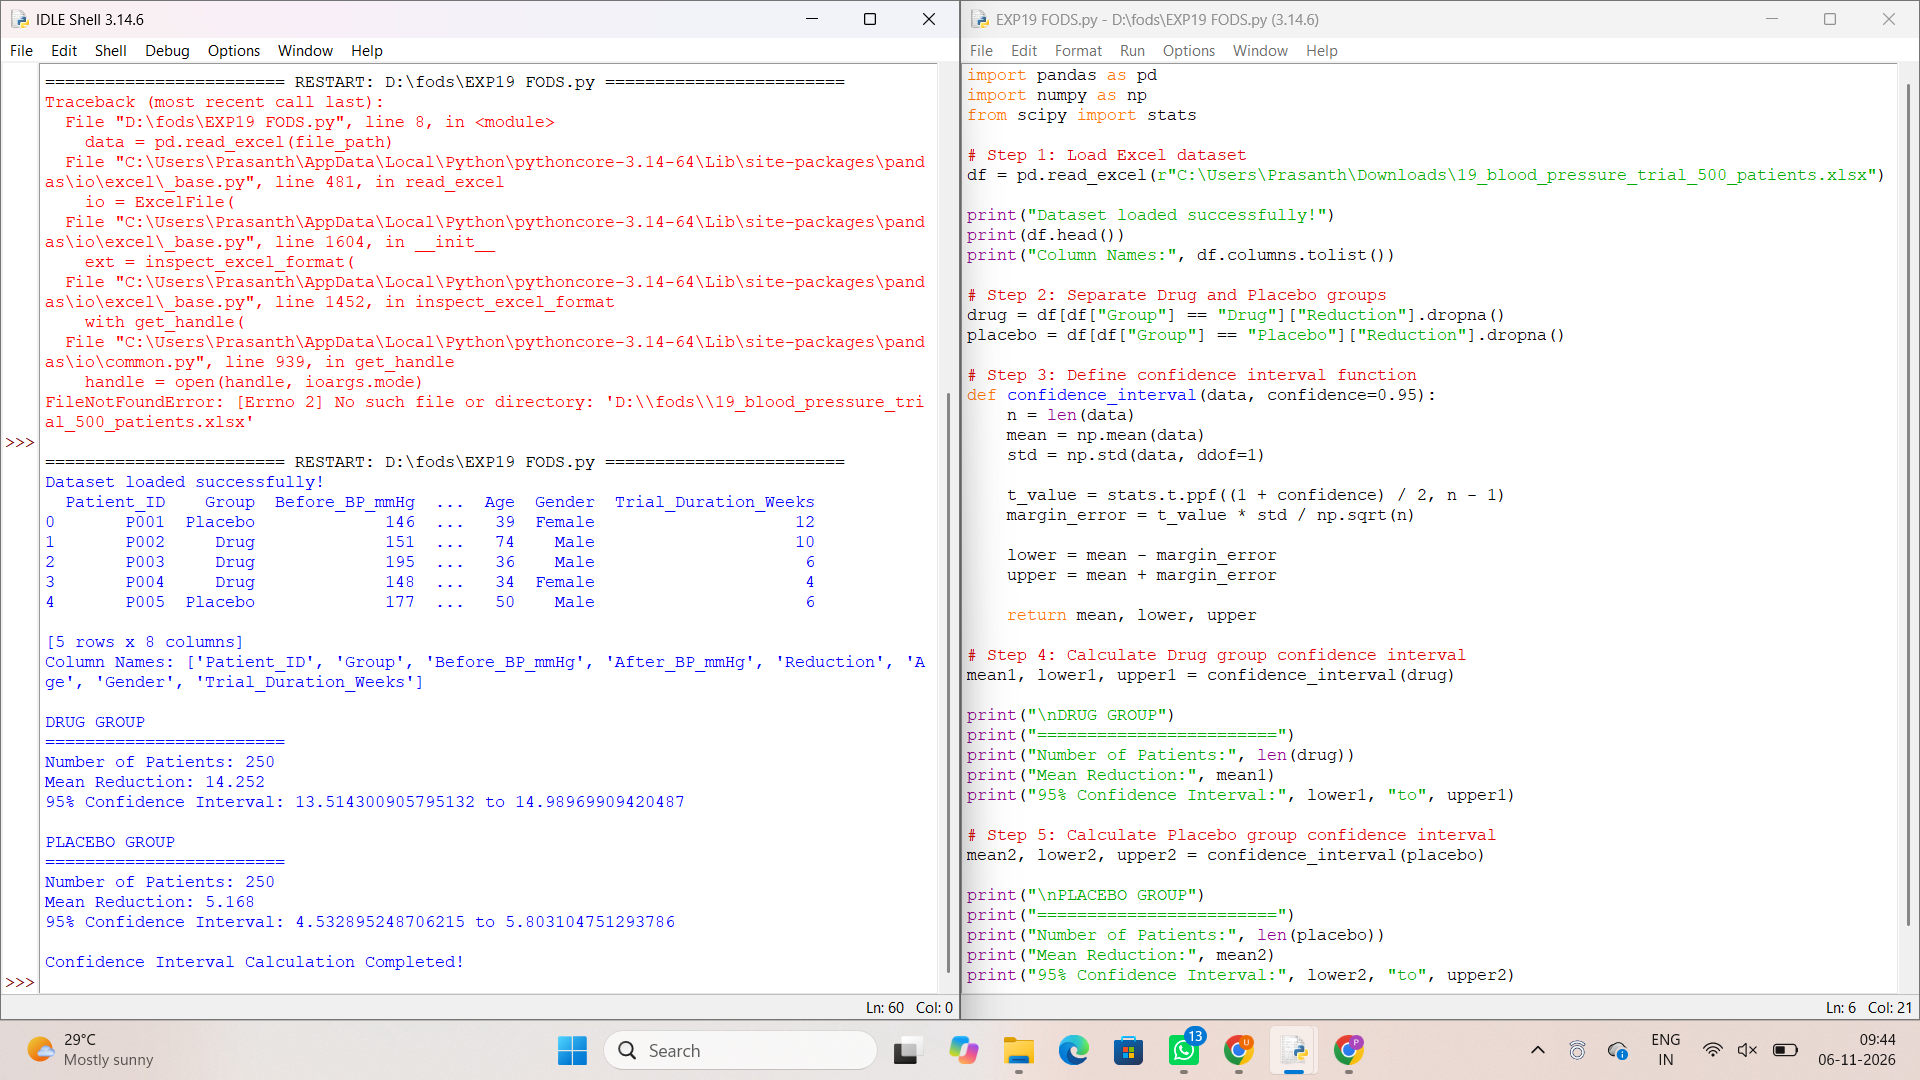 IDLE Shell 3.14.6
File Edit Shell Debug Options Window Help
======================== RESTART: D:\fods\EXP19 FODS.py ========================
Traceback (most recent call last):
  File "D:\fods\EXP19 FODS.py", line 8, in <module>
    data = pd.read_excel(file_path)
  File "C:\Users\Prasanth\AppData\Local\Python\pythoncore-3.14-64\Lib\site-packages\pand
as\io\excel\_base.py", line 481, in read_excel
    io = ExcelFile(
  File "C:\Users\Prasanth\AppData\Local\Python\pythoncore-3.14-64\Lib\site-packages\pand
as\io\excel\_base.py", line 1604, in __init__
    ext = inspect_excel_format(
  File "C:\Users\Prasanth\AppData\Local\Python\pythoncore-3.14-64\Lib\site-packages\pand
as\io\excel\_base.py", line 1452, in inspect_excel_format
    with get_handle(
  File "C:\Users\Prasanth\AppData\Local\Python\pythoncore-3.14-64\Lib\site-packages\pand
as\io\common.py", line 939, in get_handle
    handle = open(handle, ioargs.mode)
FileNotFoundError: [Errno 2] No such file or directory: 'D:\\fods\\19_blood_pressure_tri
al_500_patients.xlsx'
>>>
======================== RESTART: D:\fods\EXP19 FODS.py ========================
Dataset loaded successfully!
  Patient_ID    Group  Before_BP_mmHg  ...  Age  Gender  Trial_Duration_Weeks
0       P001  Placebo             146  ...   39  Female                    12
1       P002     Drug             151  ...   74    Male                    10
2       P003     Drug             195  ...   36    Male                     6
3       P004     Drug             148  ...   34  Female                     4
4       P005  Placebo             177  ...   50    Male                     6
[5 rows x 8 columns]
Column Names: ['Patient_ID', 'Group', 'Before_BP_mmHg', 'After_BP_mmHg', 'Reduction', 'A
ge', 'Gender', 'Trial_Duration_Weeks']
DRUG GROUP
========================
Number of Patients: 250
Mean Reduction: 14.252
95% Confidence Interval: 13.514300905795132 to 14.98969909420487
PLACEBO GROUP
========================
Number of Patients: 250
Mean Reduction: 5.168
95% Confidence Interval: 4.532895248706215 to 5.803104751293786
Confidence Interval Calculation Completed!
>>>
Ln: 60 Col: 0
EXP19 FODS.py - D:\fods\EXP19 FODS.py (3.14.6)
File Edit Format Run Options Window Help
import pandas as pd
import numpy as np
from scipy import stats
# Step 1: Load Excel dataset
df = pd.read_excel(r"C:\Users\Prasanth\Downloads\19_blood_pressure_trial_500_patients.xlsx")
print("Dataset loaded successfully!")
print(df.head())
print("Column Names:", df.columns.tolist())
# Step 2: Separate Drug and Placebo groups
drug = df[df["Group"] == "Drug"]["Reduction"].dropna()
placebo = df[df["Group"] == "Placebo"]["Reduction"].dropna()
# Step 3: Define confidence interval function
def confidence_interval(data, confidence=0.95):
    n = len(data)
    mean = np.mean(data)
    std = np.std(data, ddof=1)
    t_value = stats.t.ppf((1 + confidence) / 2, n - 1)
    margin_error = t_value * std / np.sqrt(n)
    lower = mean - margin_error
    upper = mean + margin_error
    return mean, lower, upper
# Step 4: Calculate Drug group confidence interval
mean1, lower1, upper1 = confidence_interval(drug)
print("\nDRUG GROUP")
print("========================")
print("Number of Patients:", len(drug))
print("Mean Reduction:", mean1)
print("95% Confidence Interval:", lower1, "to", upper1)
# Step 5: Calculate Placebo group confidence interval
mean2, lower2, upper2 = confidence_interval(placebo)
print("\nPLACEBO GROUP")
print("========================")
print("Number of Patients:", len(placebo))
print("Mean Reduction:", mean2)
print("95% Confidence Interval:", lower2, "to", upper2)
Ln: 6 Col: 21
29°C
Mostly sunny
Search
13
U
P
ENG
IN
09:44
06-11-2026